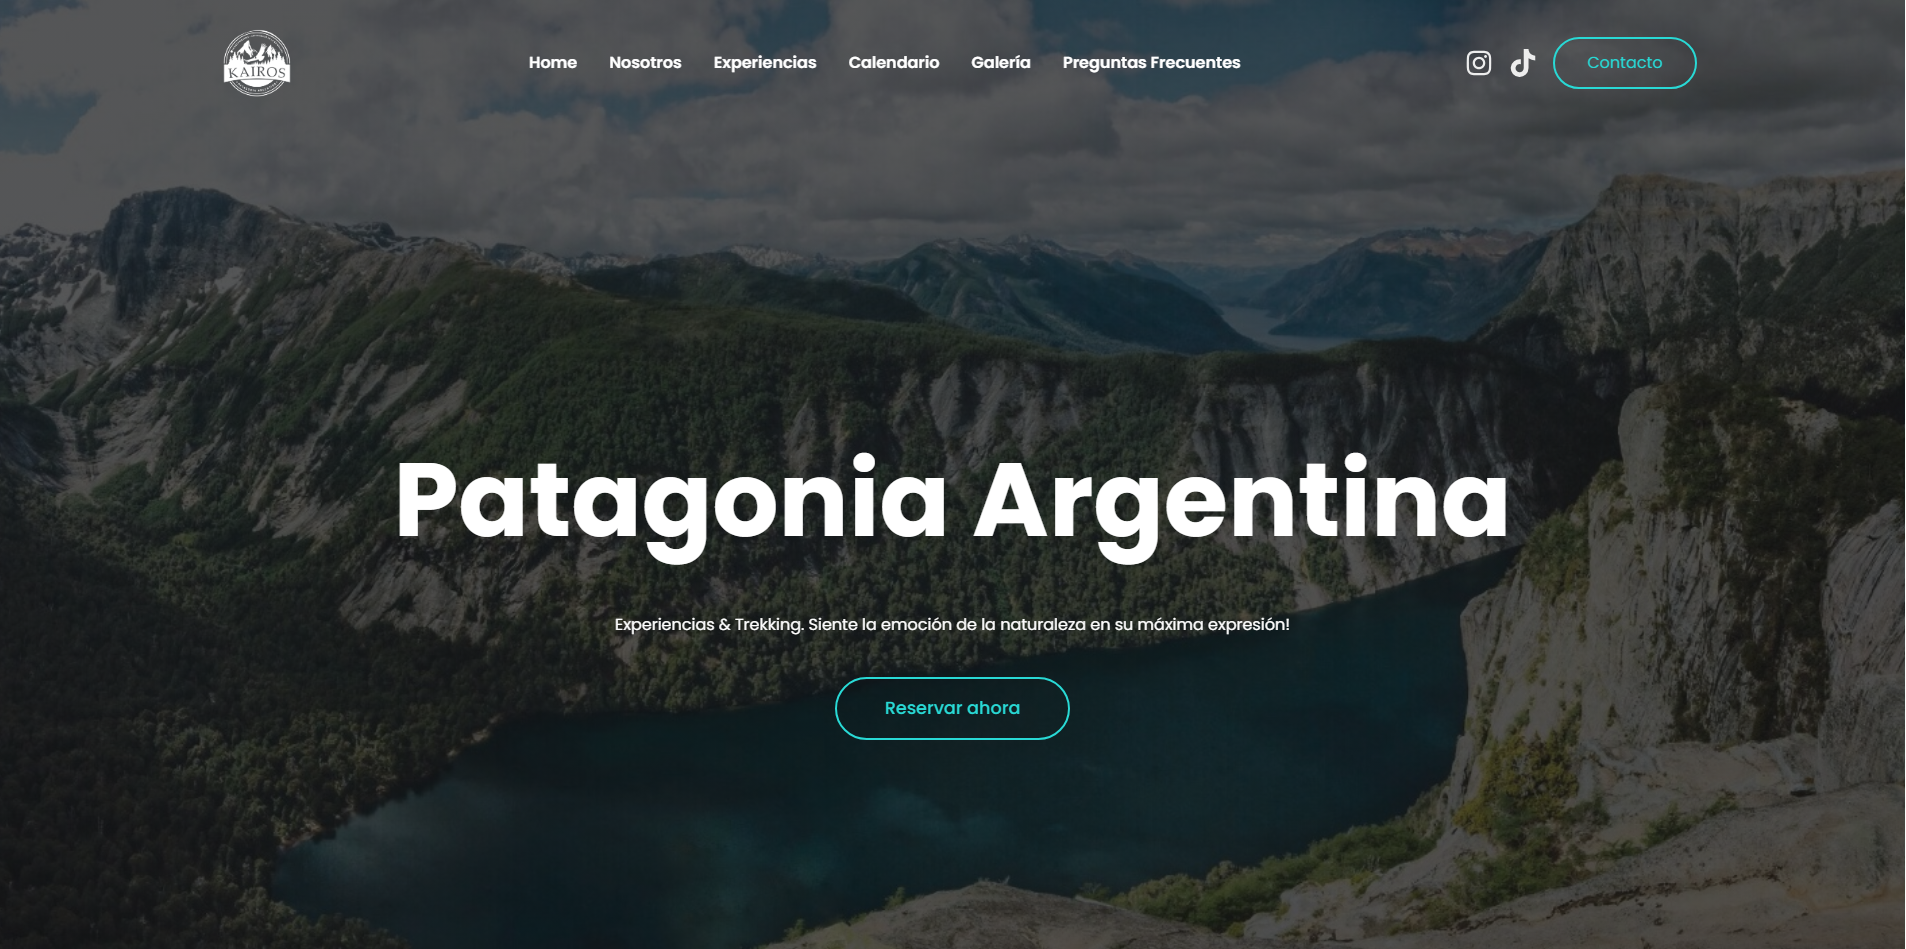 KAIROS
Home Nosotros Experiencias Calendario Galería Preguntas Frecuentes
Contacto
Patagonia Argentina
Experiencias & Trekking. Siente la emoción de la naturaleza en su máxima expresión!
Reservar ahora